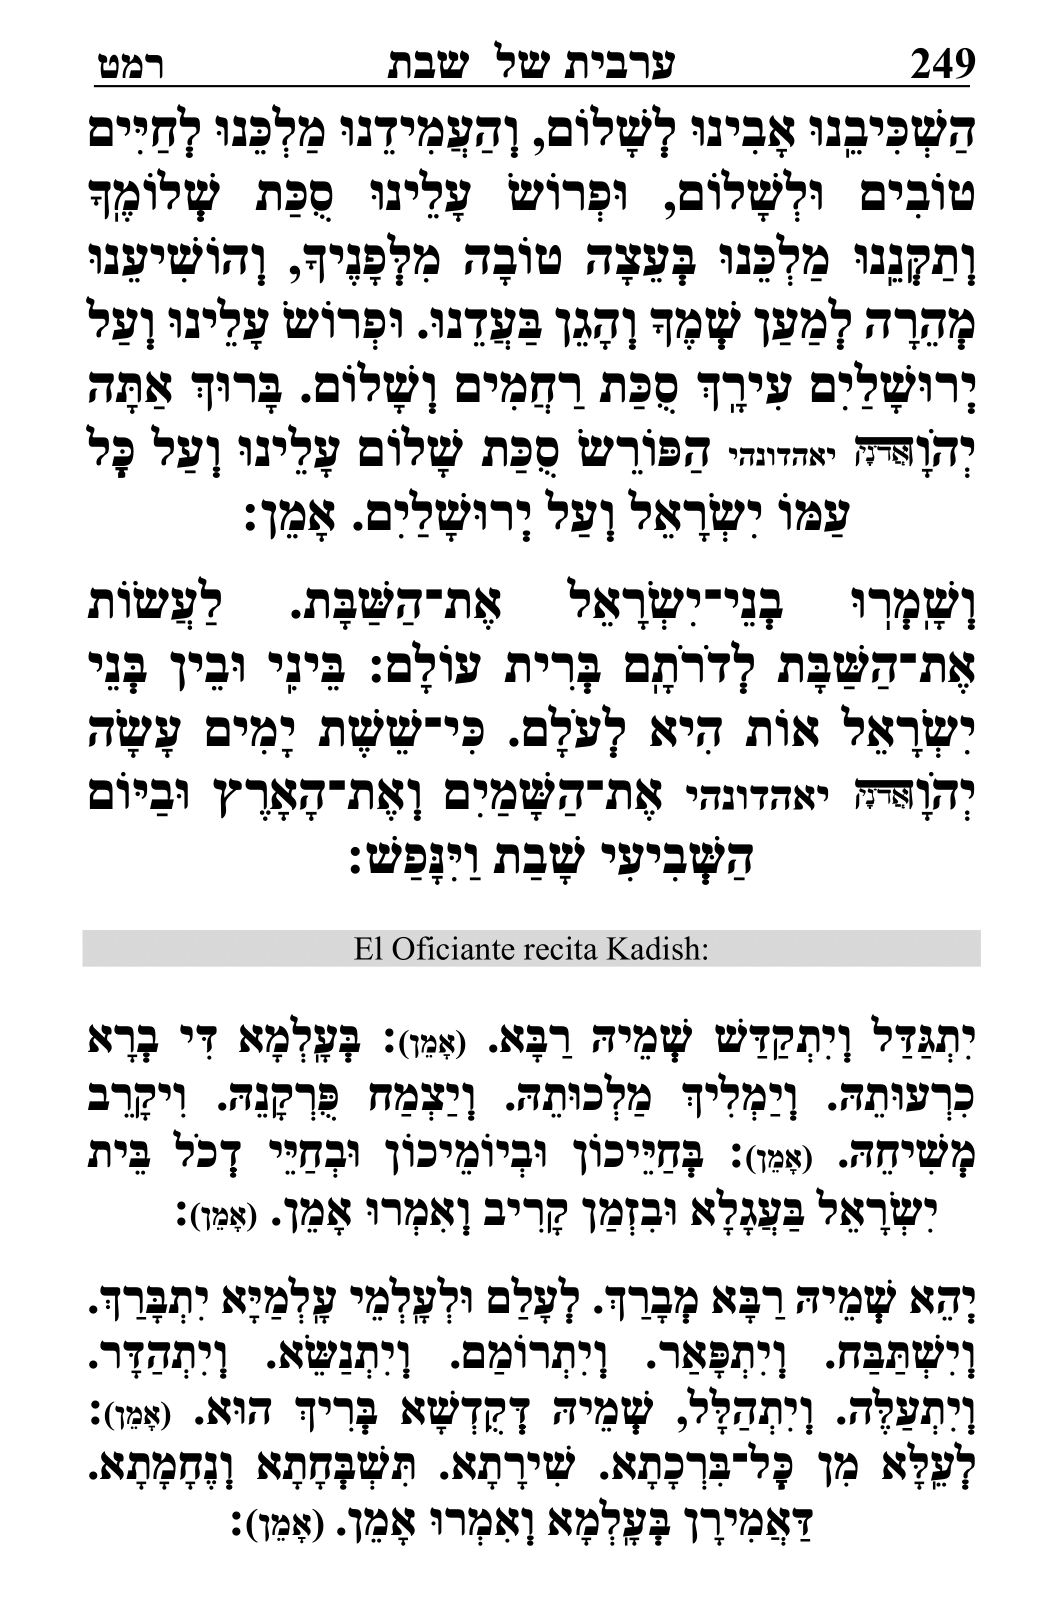 249 ערבית של שבת רמט
הַשְׁכִּיבֵֽנוּ אָבִינוּ לְשָׁלוֹם, וְהַעֲמִידֵנוּ מַלְכֵּנוּ לְחַיִּים
טוֹבִים וּלְשָׁלוֹם, וּפְרוֹשׂ עָלֵינוּ סֻכַּת שְׁלוֹמֶֽךָ
וְתַקְּנֵֽנוּ מַלְכֵּנוּ בְּעֵצָה טוֹבָה מִלְּפָנֶיךָ, וְהוֹשִׁיעֵנוּ
מְהֵרָה לְמַעַן שְׁמֶךָ וְהָגֵן בַּעֲדֵנוּ. וּפְרוֹשׂ עָלֵינוּ וְעַל
יְרוּשָׁלַיִם עִירָֽךְ סֻכַּת רַחֲמִים וְשָׁלוֹם. בָּרוּךְ אַתָּה
יְהֹוָהאֲדֹנָי יאהדונהי הַפּוֹרֵשׂ סֻכַּת שָׁלוֹם עָלֵינוּ וְעַל כָּל
עַמּוֹ יִשְׂרָאֵל וְעַל יְרוּשָׁלַיִם. אָמֵן:
וְשָֽׁמְרוּ בְנֵי־יִשְׂרָאֵל אֶת־הַשַּׁבָּת. לַעֲשׂוֹת
אֶת־הַשַּׁבָּת לְדֹרֹתָֽם בְּרִית עוֹלָם: בֵּינִֽי וּבֵין בְּנֵי
יִשְׂרָאֵל אוֹת הִיא לְעֹלָם. כִּי־שֵׁשֶׁת יָמִים עָשָׂה
יְהֹוָהאֲדֹנָי יאהדונהי אֶת־הַשָּׁמַיִם וְאֶת־הָאָרֶץ וּבַיּוֹם
הַשְּׁבִיעִי שָׁבַת וַיִּנָּפַשׁ:
El Oficiante recita Kadish:
יִתְגַּדַּל וְיִתְקַדַּשׁ שְׁמֵיהּ רַבָּא. (אָמֵן): בְּעָלְמָא דִּי בְרָא
כִרְעוּתֵהּ. וְיַמְלִיךְ מַלְכוּתֵהּ. וְיַצְמַח פֻּרְקָנֵהּ. וִיקָרֵב
מְשִׁיחֵהּ. (אָמֵן): בְּחַיֵּיכוֹן וּבְיוֹמֵיכוֹן וּבְחַיֵּי דְכֹל בֵּית
יִשְׂרָאֵל בַּעֲגָלָא וּבִזְמַן קָרִיב וְאִמְרוּ אָמֵן. (אָמֵן):
יְהֵא שְׁמֵיהּ רַבָּא מְבָרַךְ. לְעָלַם וּלְעָלְמֵי עָלְמַיָּא יִתְבָּרַךְ.
וְיִשְׁתַּבַּח. וְיִתְפָּאַר. וְיִתְרוֹמַם. וְיִתְנַשֵּׂא. וְיִתְהַדָּר.
וְיִתְעַלֶּה. וְיִתְהַלָּל, שְׁמֵיהּ דְּקֻדְשָׁא בְּרִיךְ הוּא. (אָמֵן):
לְעֵלָּא מִן כָּל־בִּרְכָתָא. שִׁירָתָא. תִּשְׁבְּחָתָא וְנֶחָמָתָא.
דַּאֲמִירָן בְּעָלְמָא וְאִמְרוּ אָמֵן. (אָמֵן):